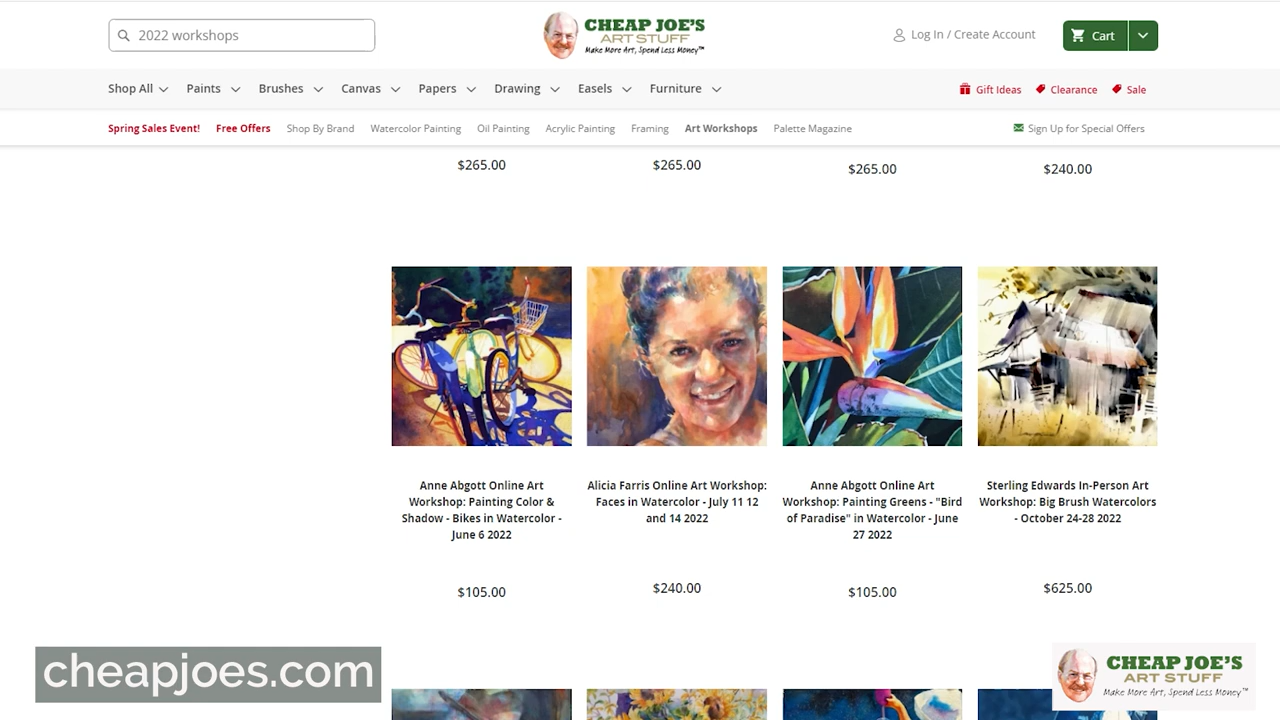 2022 workshops
CHEAP JOE'S
ART STUFF
Make More Art, Spend Less Money™
Log In / Create Account
Cart
Shop All
Paints
Brushes
Canvas
Papers
Drawing
Easels
Furniture
Gift Ideas
Clearance
Sale
Spring Sales Event!
Free Offers
Shop By Brand
Watercolor Painting
Oil Painting
Acrylic Painting
Framing
Art Workshops
Palette Magazine
Sign Up for Special Offers
$265.00
$265.00
$265.00
$240.00
Anne Abgott Online Art
Workshop: Painting Color &
Shadow - Bikes in Watercolor -
June 6 2022
$105.00
Alicia Farris Online Art Workshop:
Faces in Watercolor - July 11 12
and 14 2022
$240.00
Anne Abgott Online Art
Workshop: Painting Greens - "Bird
of Paradise" in Watercolor - June
27 2022
$105.00
Sterling Edwards In-Person Art
Workshop: Big Brush Watercolors
- October 24-28 2022
$625.00
cheapjoes.com
CHEAP JOE'S
ART STUFF
Make More Art, Spend Less Money™